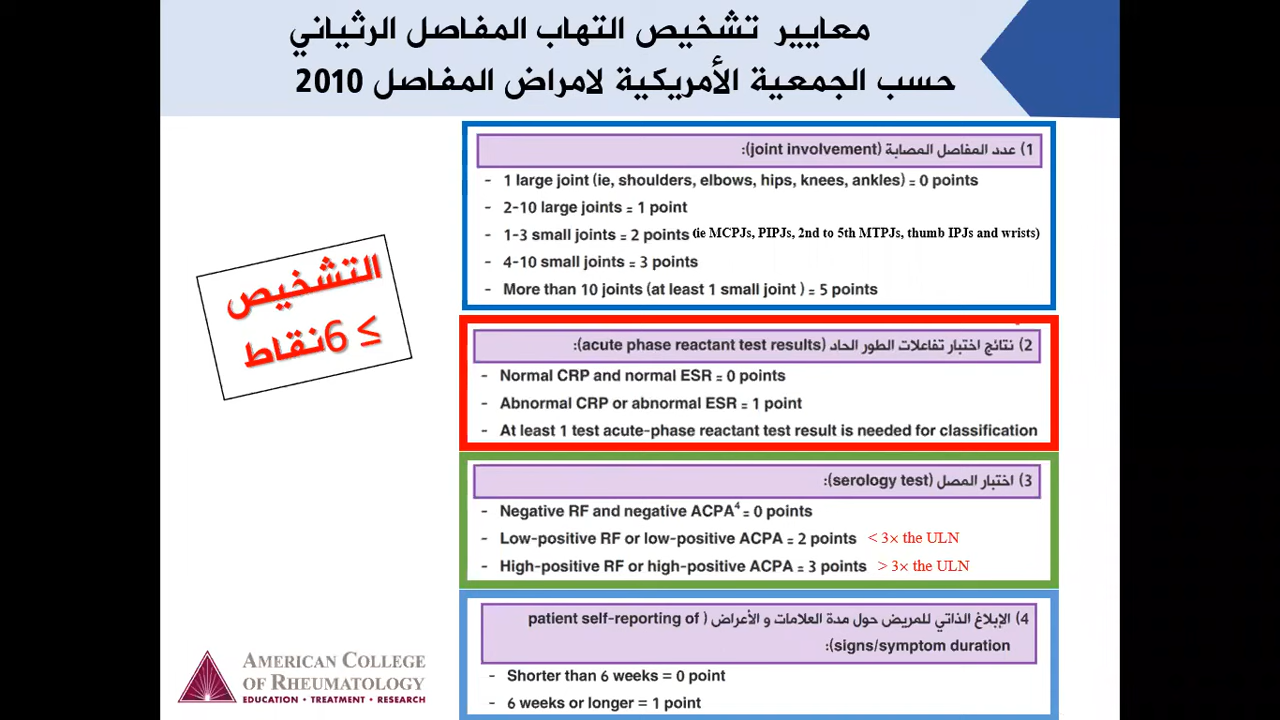 معايير تشخيص التهاب المفاصل الرثياني
حسب الجمعية الأمريكية لامراض المفاصل 2010
1) عدد المفاصل المصابة (joint involvement):
- 1 large joint (ie, shoulders, elbows, hips, knees, ankles) = 0 points
- 2-10 large joints = 1 point
- 1-3 small joints = 2 points (ie MCPJs, PIPJs, 2nd to 5th MTPJs, thumb IPJs and wrists)
- 4-10 small joints = 3 points
- More than 10 joints (at least 1 small joint ) = 5 points
التشخيص
≥ 6نقاط
2) نتائج اختبار تفاعلات الطور الحاد (acute phase reactant test results):
- Normal CRP and normal ESR = 0 points
- Abnormal CRP or abnormal ESR = 1 point
- At least 1 test acute-phase reactant test result is needed for classification
3) اختبار المصل (serology test):
- Negative RF and negative ACPA⁴ = 0 points
- Low-positive RF or low-positive ACPA = 2 points < 3× the ULN
- High-positive RF or high-positive ACPA = 3 points > 3× the ULN
4) الإبلاغ الذاتي للمريض حول مدة العلامات و الأعراض (patient self-reporting of
signs/symptom duration):
- Shorter than 6 weeks = 0 point
- 6 weeks or longer = 1 point
AMERICAN COLLEGE
OF RHEUMATOLOGY
EDUCATION • TREATMENT • RESEARCH